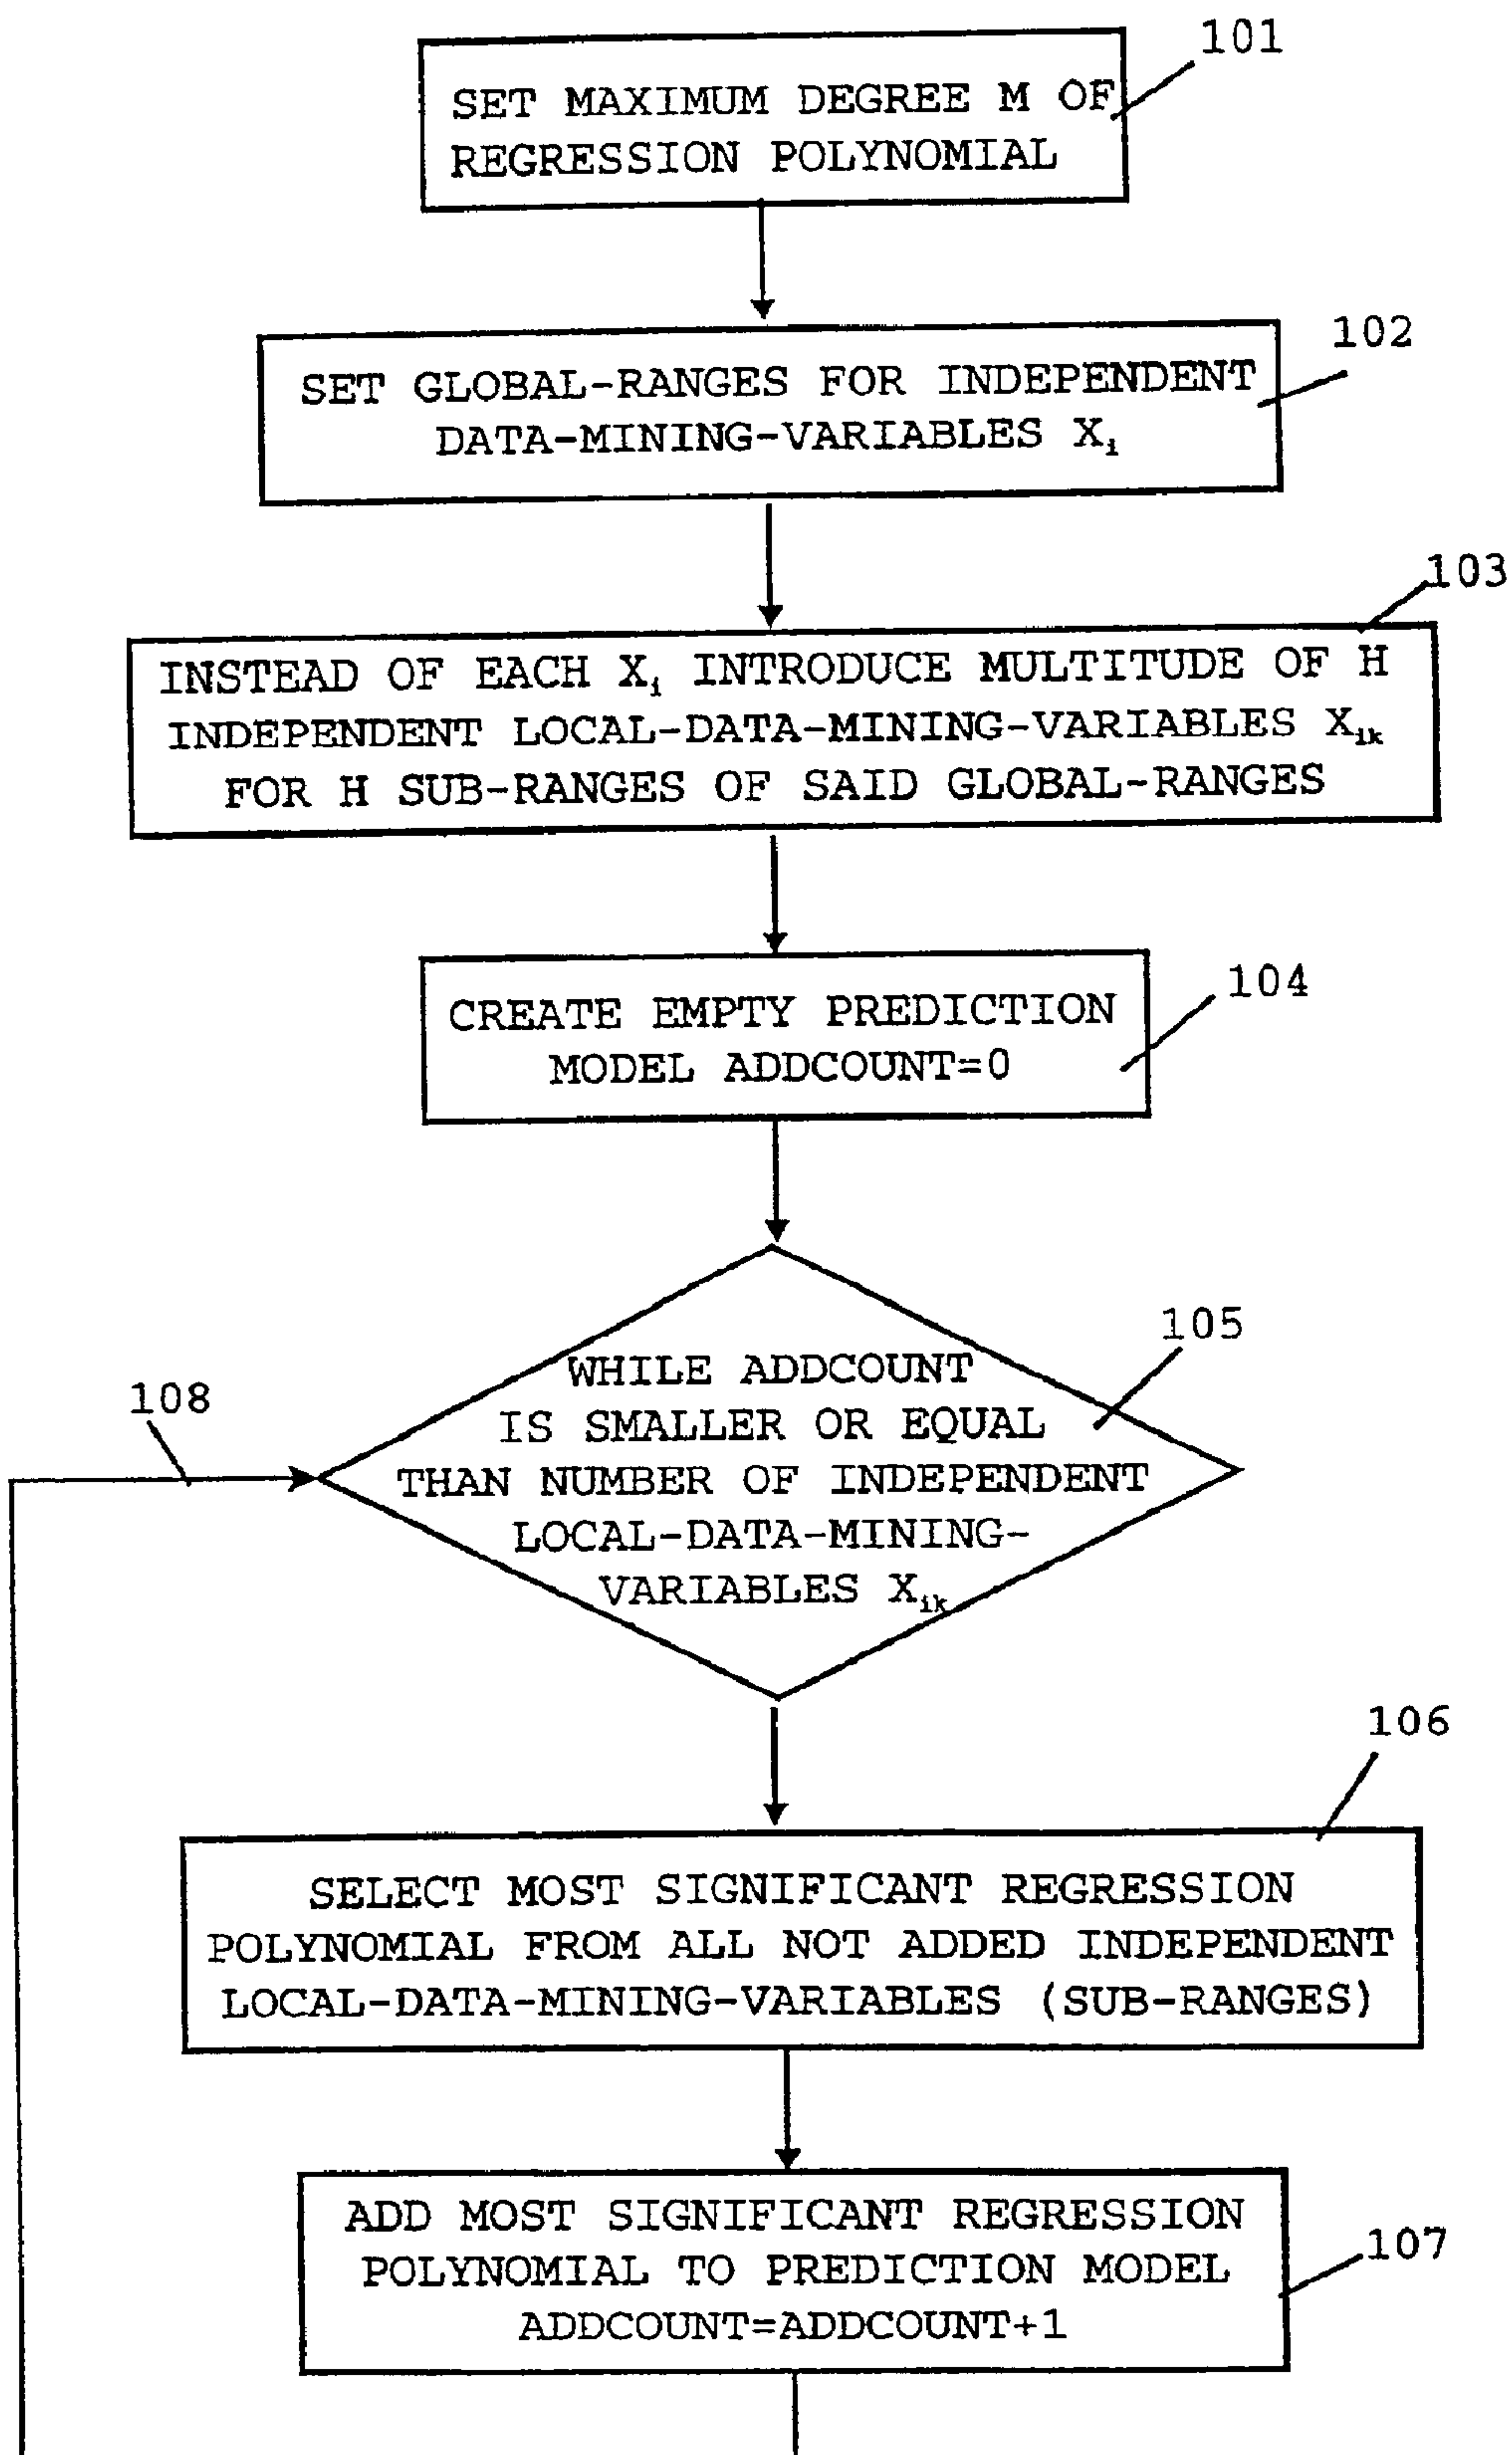 101
SET MAXIMUM DEGREE M OF
REGRESSION POLYNOMIAL
102
SET GLOBAL-RANGES FOR INDEPENDENT
DATA-MINING-VARIABLES Xi
103
INSTEAD OF EACH Xi INTRODUCE MULTITUDE OF H
INDEPENDENT LOCAL-DATA-MINING-VARIABLES Xik
FOR H SUB-RANGES OF SAID GLOBAL-RANGES
104
CREATE EMPTY PREDICTION
MODEL ADDCOUNT=0
105
WHILE ADDCOUNT
IS SMALLER OR EQUAL
THAN NUMBER OF INDEPENDENT
LOCAL-DATA-MINING-
VARIABLES Xik
108
106
SELECT MOST SIGNIFICANT REGRESSION
POLYNOMIAL FROM ALL NOT ADDED INDEPENDENT
LOCAL-DATA-MINING-VARIABLES (SUB-RANGES)
ADD MOST SIGNIFICANT REGRESSION
POLYNOMIAL TO PREDICTION MODEL
ADDCOUNT=ADDCOUNT+1
107